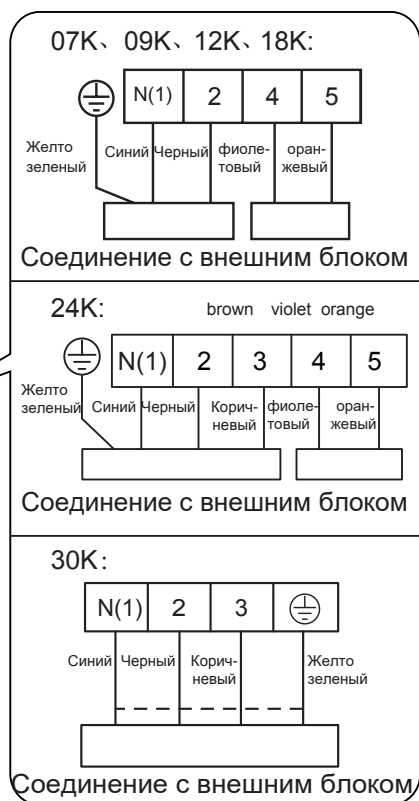 07K、09K、12K、18K:
N(1) 2 4 5
Желто
зеленый
Синий Черный фиоле-
товый
оран-
жевый
Соединение с внешним блоком
24K:
brown violet orange
N(1) 2 3 4 5
Желто
зеленый
Синий Черный Корич-
невый
фиоле-
товый
оран-
жевый
Соединение с внешним блоком
30K:
N(1) 2 3
Синий Черный Корич-
невый
Желто
зеленый
Соединение с внешним блоком